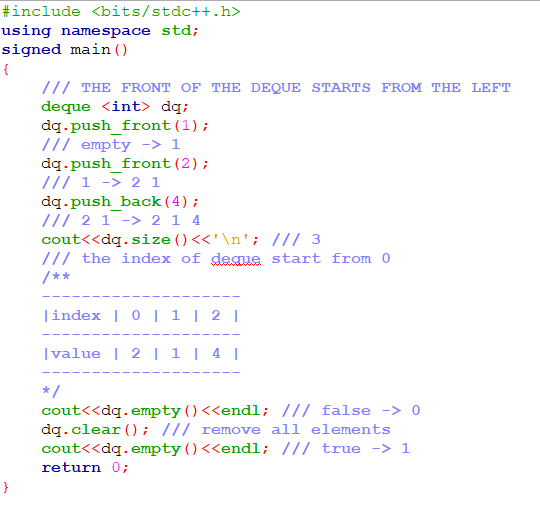 #include <bits/stdc++.h>
using namespace std;
signed main()
{
/// THE FRONT OF THE DEQUE STARTS FROM THE LEFT
deque <int> dq;
dq.push_front(1);
/// empty -> 1
dq.push_front(2);
/// 1 -> 2 1
dq.push_back(4);
/// 2 1 -> 2 1 4
cout<<dq.size()<<'\n'; /// 3
/// the index of deque start from 0
/**
--------------------
|index | 0 | 1 | 2 |
--------------------
|value | 2 | 1 | 4 |
--------------------
*/
cout<<dq.empty()<<endl; /// false -> 0
dq.clear(); /// remove all elements
cout<<dq.empty()<<endl; /// true -> 1
return 0;
}